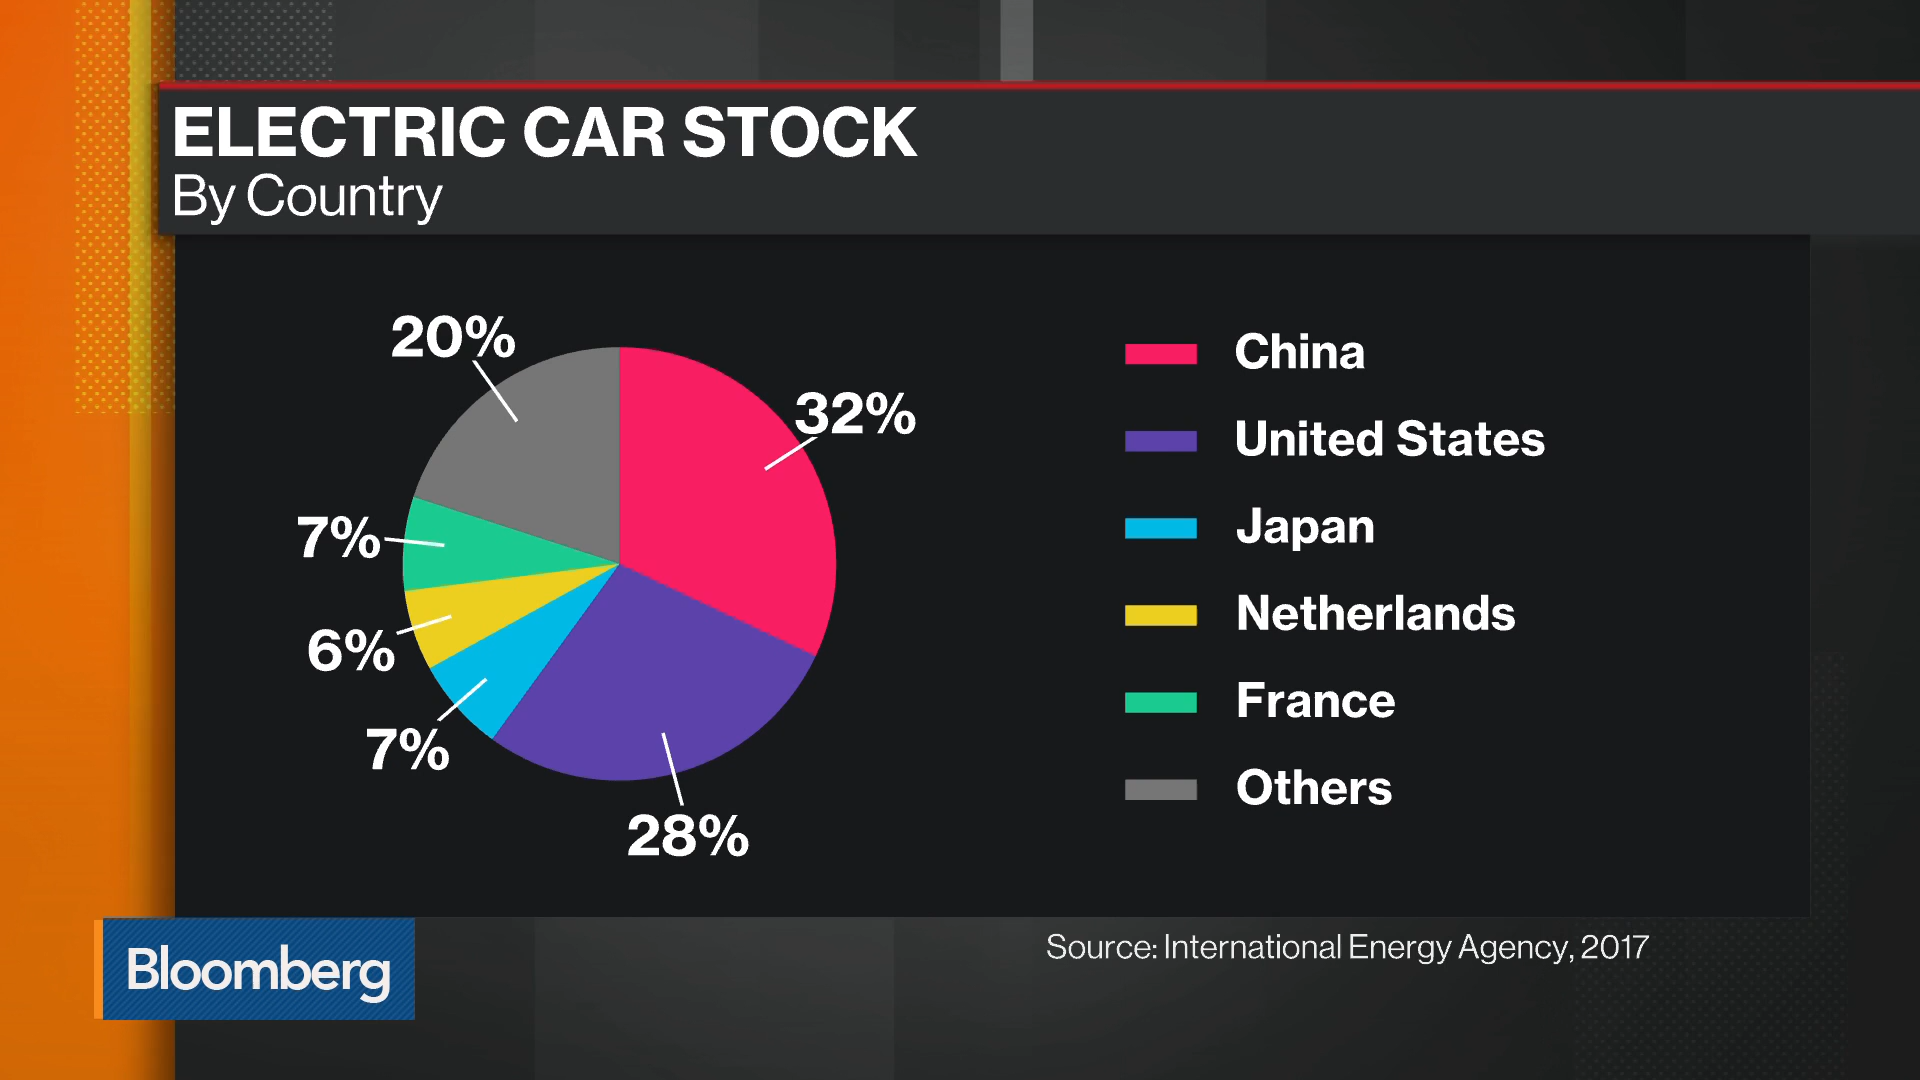 ELECTRIC CAR STOCK
By Country
20%
32%
7%
6%
7%
28%
China
United States
Japan
Netherlands
France
Others
Source: International Energy Agency, 2017
Bloomberg